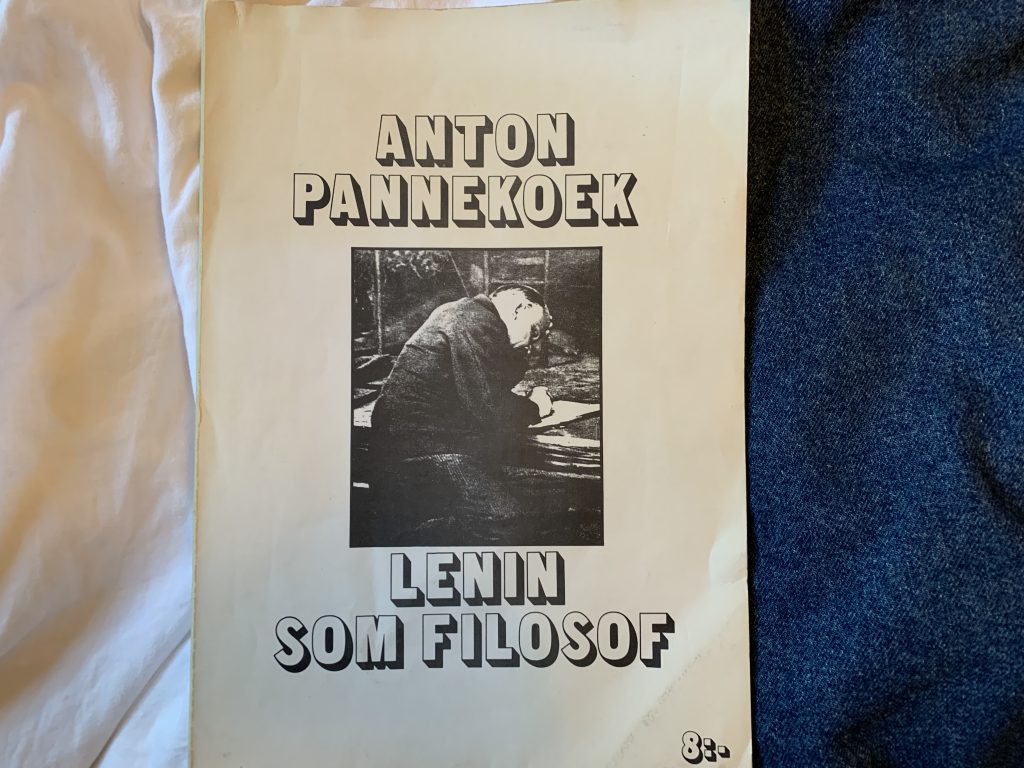 ANTON
PANNEKOEK
LENIN
SOM FILOSOF
8:-